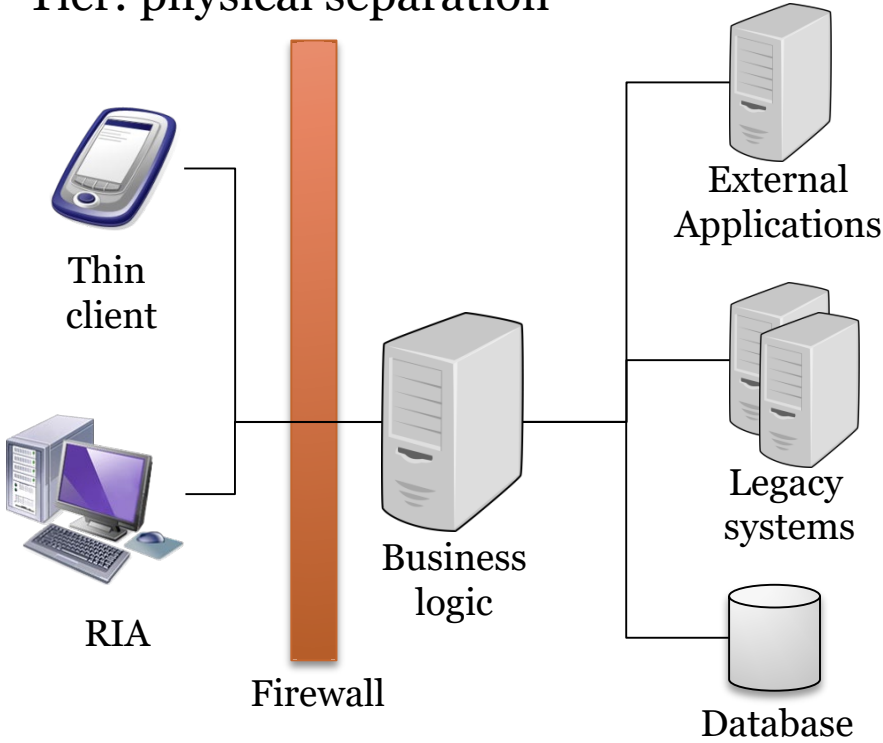 Tier: physical separation
External
Applications
Thin
client
Legacy
systems
Business
logic
RIA
Firewall
Database